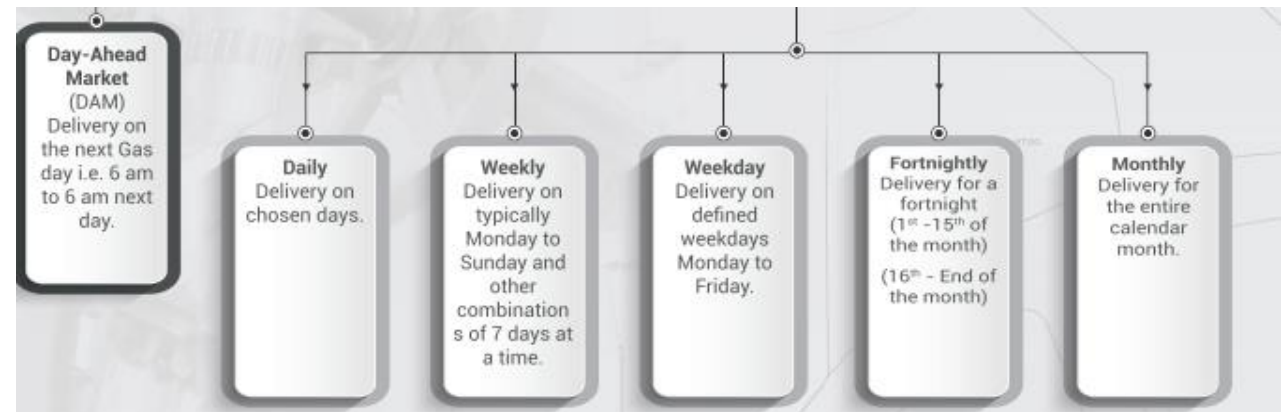 Day-Ahead
Market
(DAM)
Delivery on
the next Gas
day i.e. 6 am
to 6 am next
day.
Daily
Delivery on
chosen days.
Weekly
Delivery on
typically
Monday to
Sunday and
other
combination
s of 7 days at
a time.
Weekday
Delivery on
defined
weekdays
Monday to
Friday.
Fortnightly
Delivery for a
fortnight
(1st -15th of
the month)
(16th - End of
the month)
Monthly
Delivery for
the entire
calendar
month.